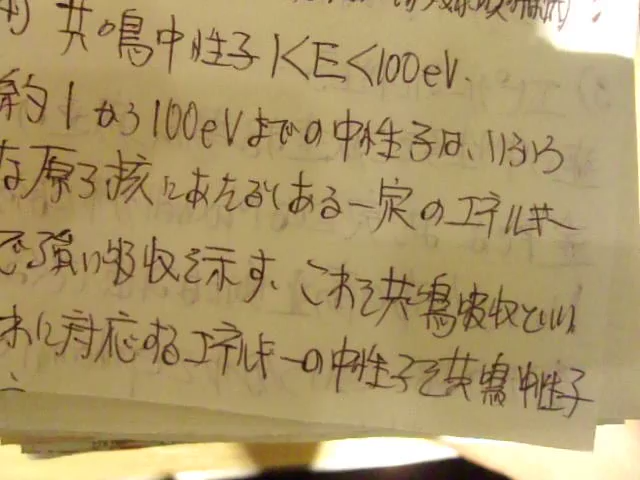 4) 共鳴中性子 1<E<100eV.
約1から100eVまでの中性子は、いろいろ
な原子核にあたるとある一定のエネルギー
で強い吸収を示す、これを共鳴吸収といい
れに対応するエネルギーの中性子を共鳴中性子